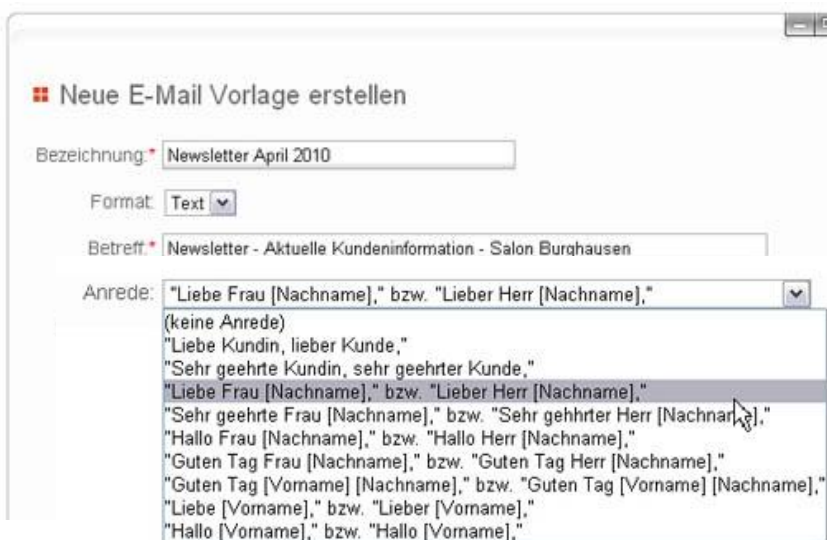 Neue E-Mail Vorlage erstellen
Bezeichnung:* Newsletter April 2010
Format: Text
Betreff:* Newsletter - Aktuelle Kundeninformation - Salon Burghausen
Anrede: "Liebe Frau [Nachname]," bzw. "Lieber Herr [Nachname],"
(keine Anrede)
"Liebe Kundin, lieber Kunde,"
"Sehr geehrte Kundin, sehr geehrter Kunde,"
"Liebe Frau [Nachname]," bzw. "Lieber Herr [Nachname],"
"Sehr geehrte Frau [Nachname]," bzw. "Sehr gehhrter Herr [Nachname],"
"Hallo Frau [Nachname]," bzw. "Hallo Herr [Nachname],"
"Guten Tag Frau [Nachname]," bzw. "Guten Tag Herr [Nachname],"
"Guten Tag [Vorname] [Nachname]," bzw. "Guten Tag [Vorname] [Nachname],"
"Liebe [Vorname]," bzw. "Lieber [Vorname],"
"Hallo [Vorname]," bzw. "Hallo [Vorname],"